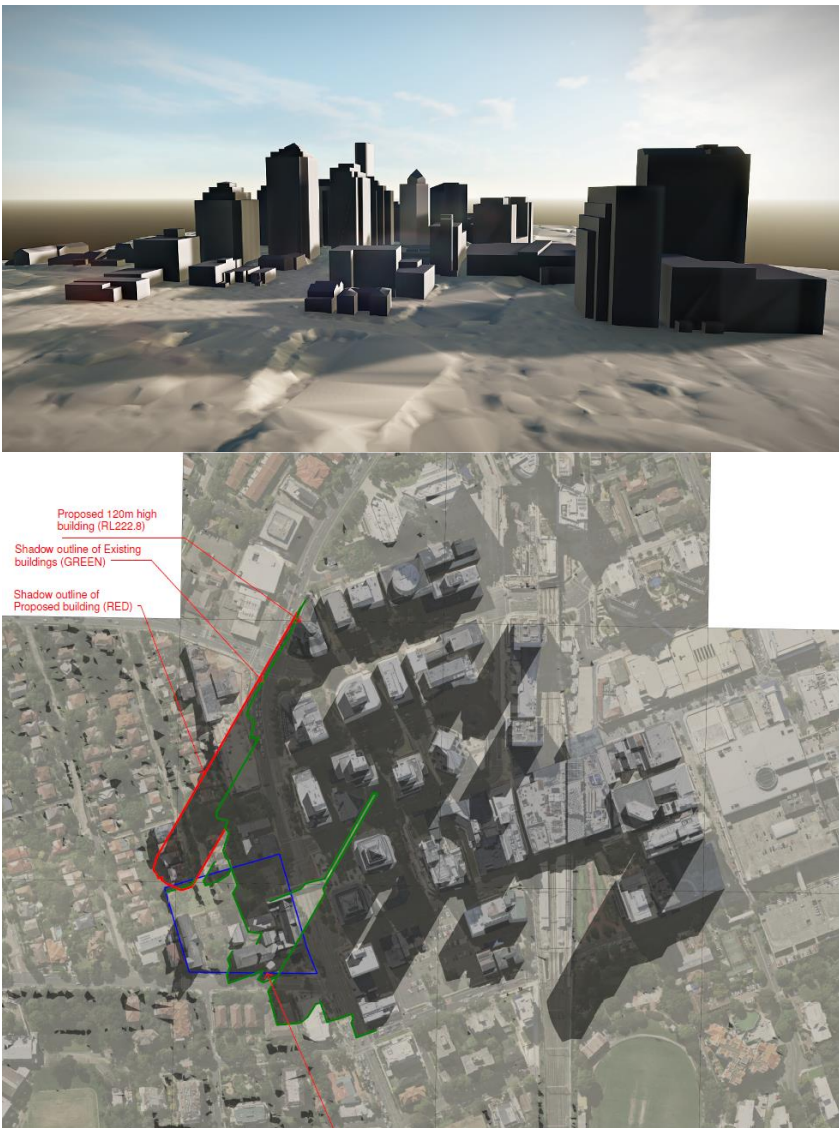 Proposed 120m high
building (RL222.8)
Shadow outline of Existing
buildings (GREEN)
Shadow outline of
Proposed building (RED)